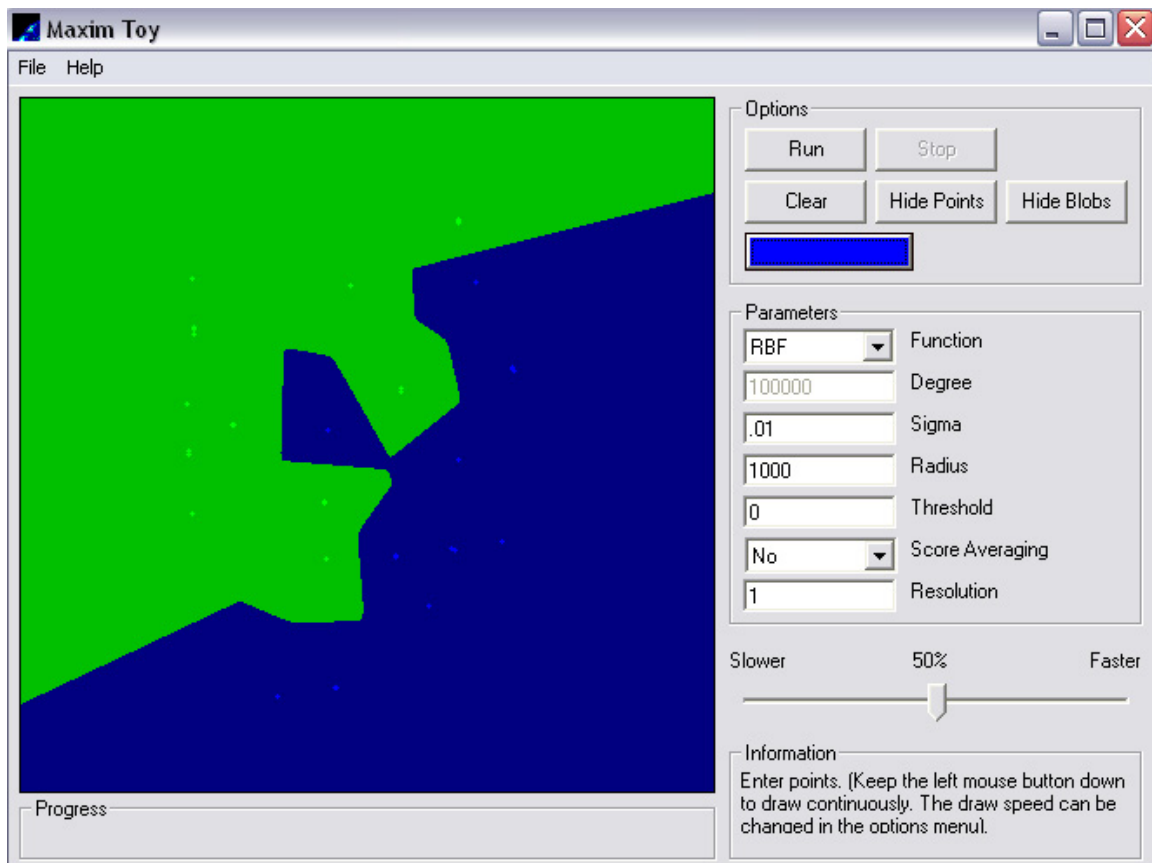 Maxim Toy
File Help
Options
Run Stop
Clear Hide Points Hide Blobs
Parameters
RBF Function
100000 Degree
.01 Sigma
1000 Radius
0 Threshold
No Score Averaging
1 Resolution
Slower 50% Faster
Information
Enter points. (Keep the left mouse button down
to draw continuously. The draw speed can be
changed in the options menu).
Progress